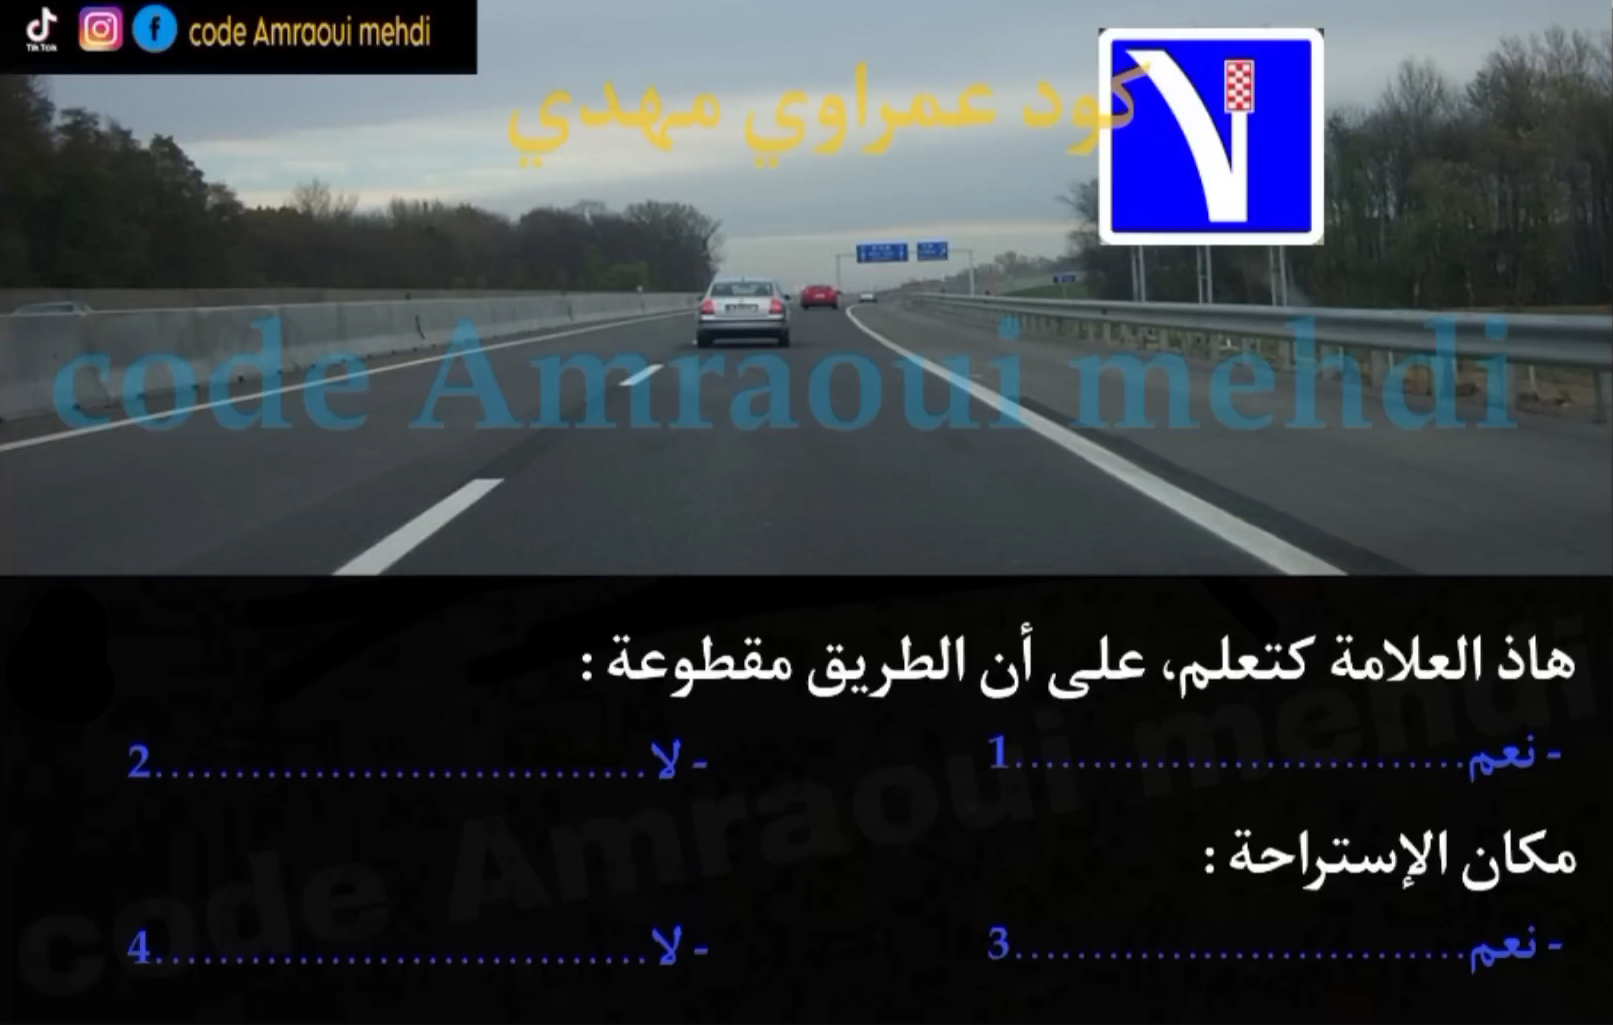 TikTok
code Amraoui mehdi
كود عمراوي مهدي
code Amraoui mehdi
هاذ العلامة كتعلم، على أن الطريق مقطوعة :
- نعم..............................1
- لا..............................2
code Amraoui mehdi
مكان الإستراحة :
- نعم..............................3
- لا..............................4